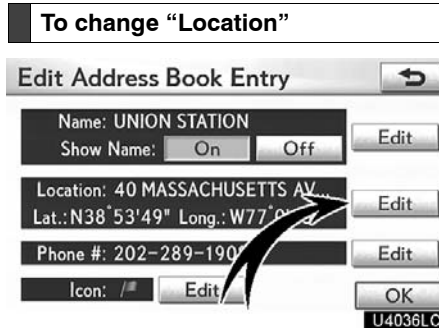 To change “Location”
Edit Address Book Entry
Name: UNION STATION
Show Name: On Off Edit
Location: 40 MASSACHUSETTS AV...
Lat.:N38°53'49" Long.: W77° Edit
Phone #: 202-289- Edit
Icon: Edit
OK
U4036LC